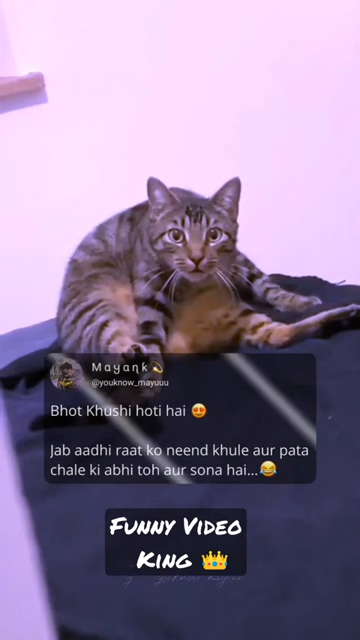 Mayank💫
@youknow_mayuuu
Bhot Khushi hoti hai 😍
Jab aadhi raat ko neend khule aur pata
chale ki abhi toh aur sona hai...😂
Funny Video
King 👑